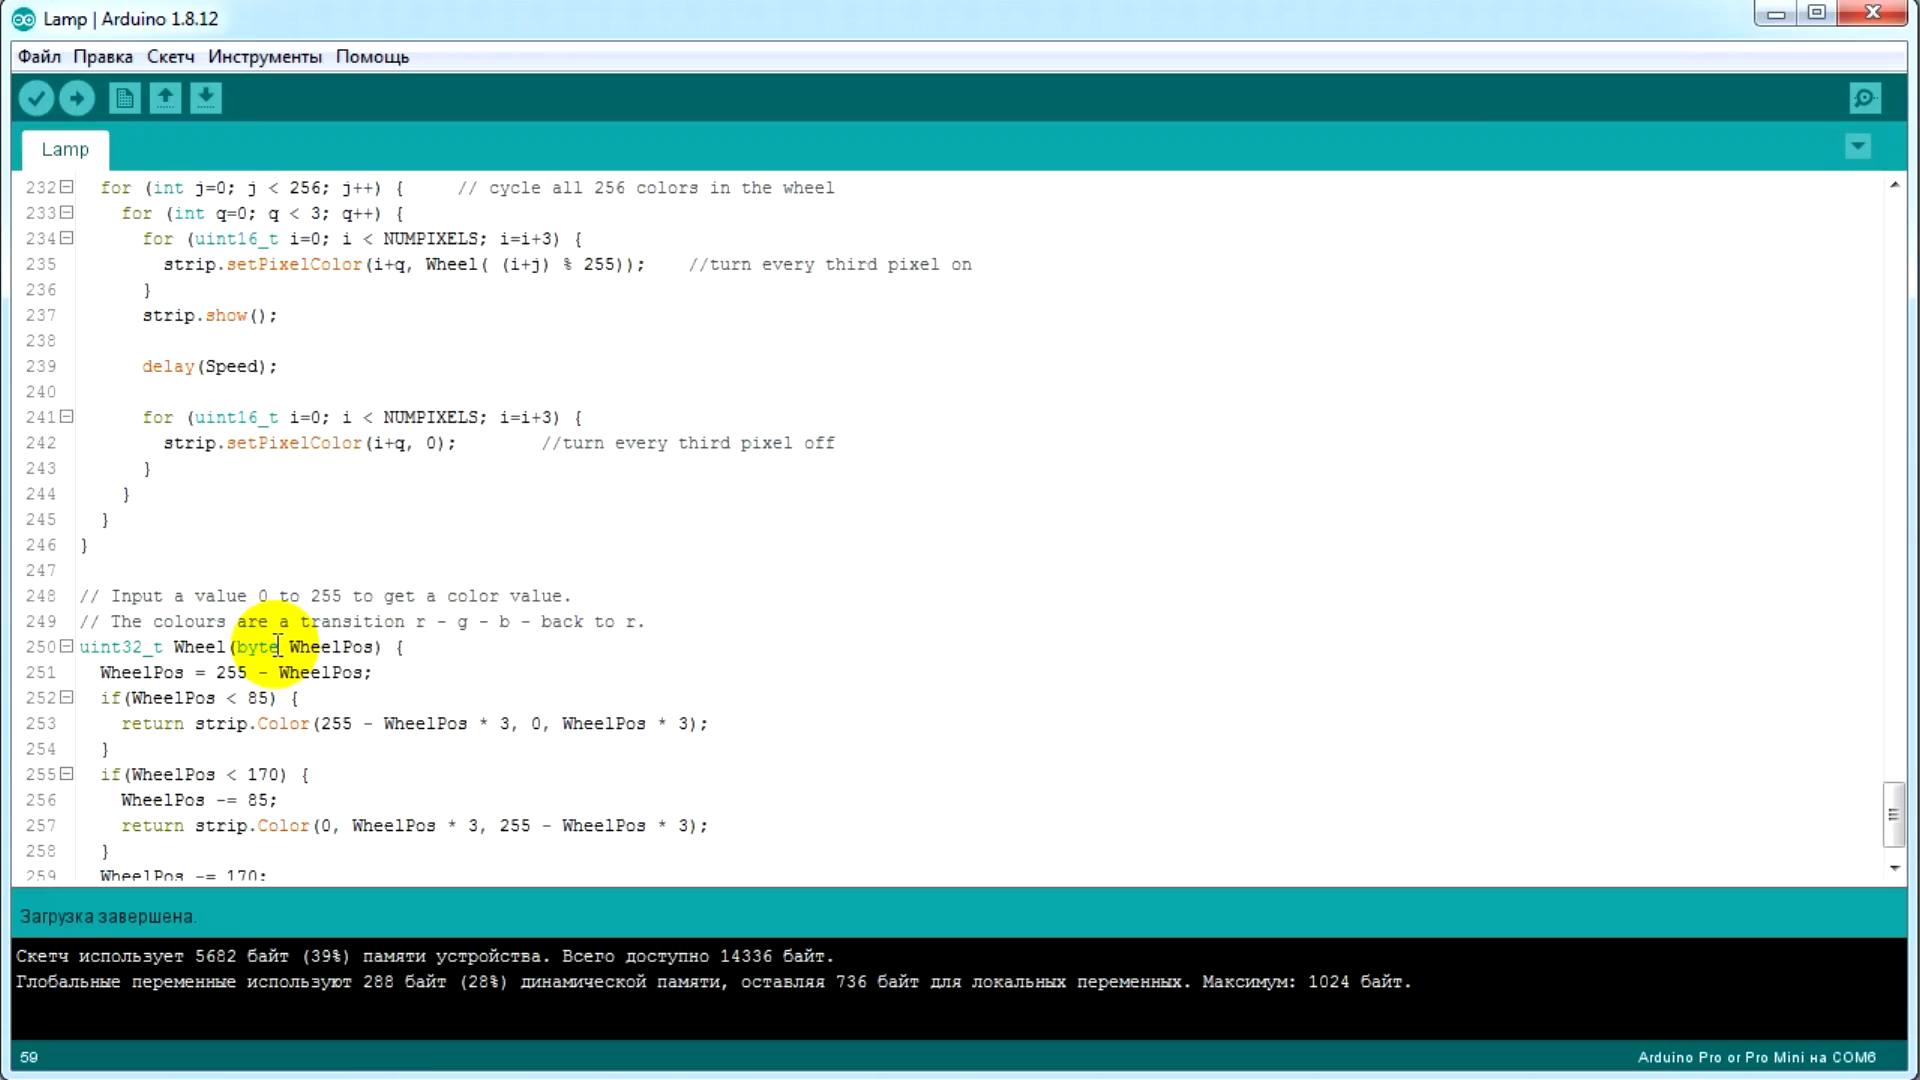 Lamp | Arduino 1.8.12
Файл Правка Скетч Инструменты Помощь
Lamp
232 for (int j=0; j < 256; j++) { // cycle all 256 colors in the wheel
233 for (int q=0; q < 3; q++) {
234 for (uint16_t i=0; i < NUMPIXELS; i=i+3) {
235 strip.setPixelColor(i+q, Wheel( (i+j) % 255)); //turn every third pixel on
236 }
237 strip.show();
238
239 delay(Speed);
240
241 for (uint16_t i=0; i < NUMPIXELS; i=i+3) {
242 strip.setPixelColor(i+q, 0); //turn every third pixel off
243 }
244 }
245 }
246 }
247
248 // Input a value 0 to 255 to get a color value.
249 // The colours are a transition r - g - b - back to r.
250 uint32_t Wheel(byte WheelPos) {
251 WheelPos = 255 - WheelPos;
252 if(WheelPos < 85) {
253 return strip.Color(255 - WheelPos * 3, 0, WheelPos * 3);
254 }
255 if(WheelPos < 170) {
256 WheelPos -= 85;
257 return strip.Color(0, WheelPos * 3, 255 - WheelPos * 3);
258 }
259 WheelPos -= 170;
Загрузка завершена.
Скетч использует 5682 байт (39%) памяти устройства. Всего доступно 14336 байт.
Глобальные переменные используют 288 байт (28%) динамической памяти, оставляя 736 байт для локальных переменных. Максимум: 1024 байт.
59
Arduino Pro or Pro Mini на COM6